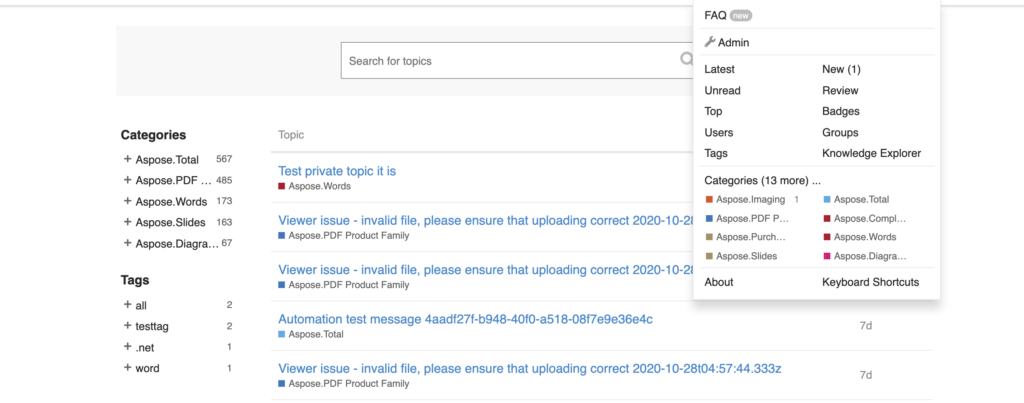 FAQ new
Admin
Latest
New (1)
Unread
Review
Top
Badges
Users
Groups
Tags
Knowledge Explorer
Categories (13 more) ...
Aspose.Imaging 1
Aspose.Total
Aspose.PDF P...
Aspose.Compl...
Aspose.Purch...
Aspose.Words
Aspose.Slides
Aspose.Diagra...
About
Keyboard Shortcuts
Search for topics
Categories
+ Aspose.Total 567
+ Aspose.PDF ... 485
+ Aspose.Words 173
+ Aspose.Slides 163
+ Aspose.Diagra... 67
Tags
+ all 2
+ testtag 2
+ .net 1
+ word 1
Topic
Test private topic it is
Aspose.Words
Viewer issue - invalid file, please ensure that uploading correct 2020-10-28
Aspose.PDF Product Family
Viewer issue - invalid file, please ensure that uploading correct 2020-10-28
Aspose.PDF Product Family
Automation test message 4aadf27f-b948-40f0-a518-08f7e9e36e4c
Aspose.Total
7d
Viewer issue - invalid file, please ensure that uploading correct 2020-10-28t04:57:44.333z
Aspose.PDF Product Family
7d